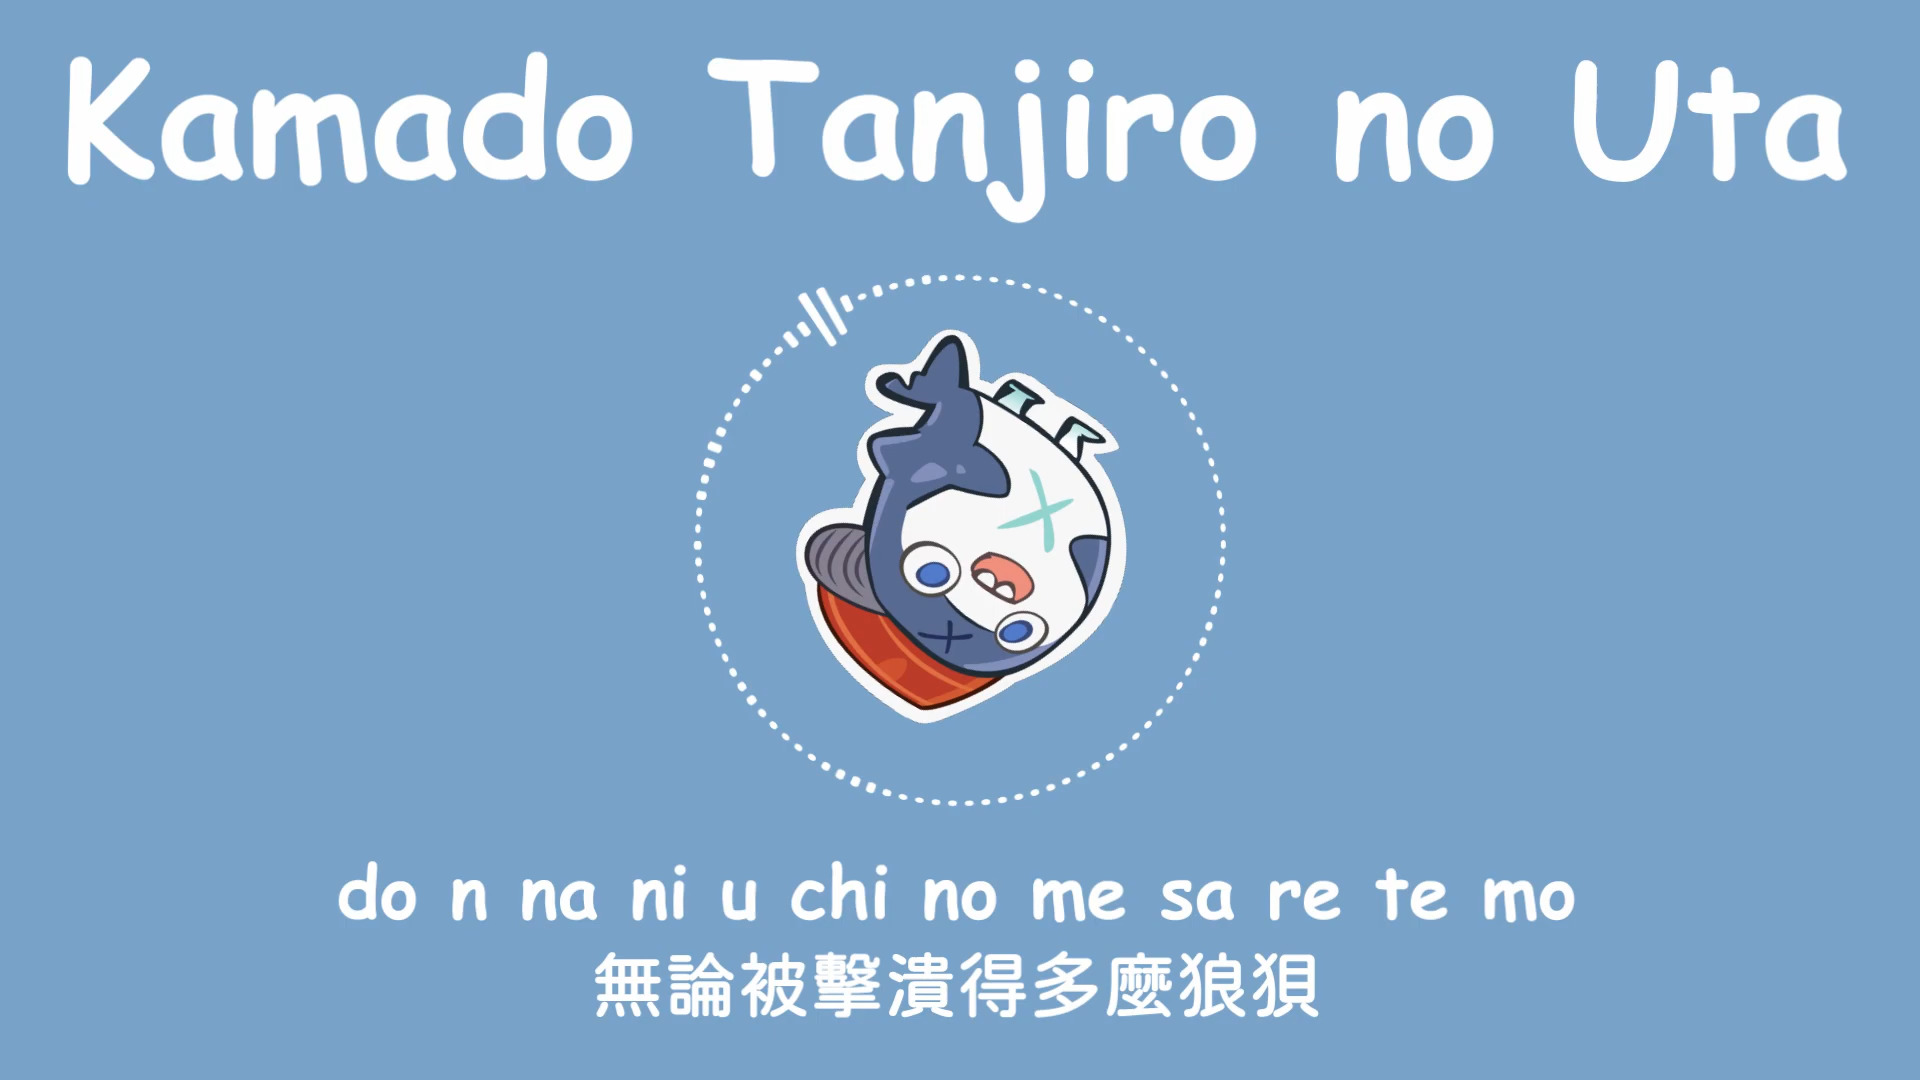 Kamado Tanjiro no Uta
do n na ni u chi no me sa re te mo
無論被擊潰得多麼狼狽